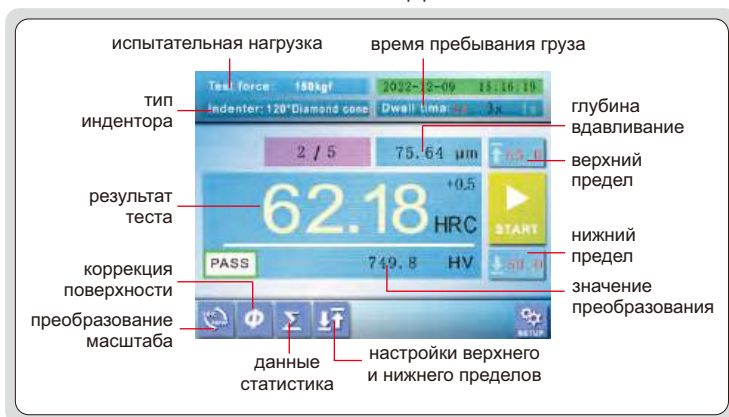 испытательная нагрузка
время пребывания груза
Test force: 150kgf
2022-12-09 15:16:19
тип
индентора
Indenter: 120°Diamond cone
Dwell time:
глубина
вдавливание
2 / 5
75.64 µm
верхний
предел
результат
теста
+0.5
62.18
HRC
START
нижний
предел
PASS
749.8 HV
коррекция
поверхности
значение
преобразования
преобразование
масштаба
Φ
Σ
SETUP
данные
статистика
настройки верхнего
и нижнего пределов